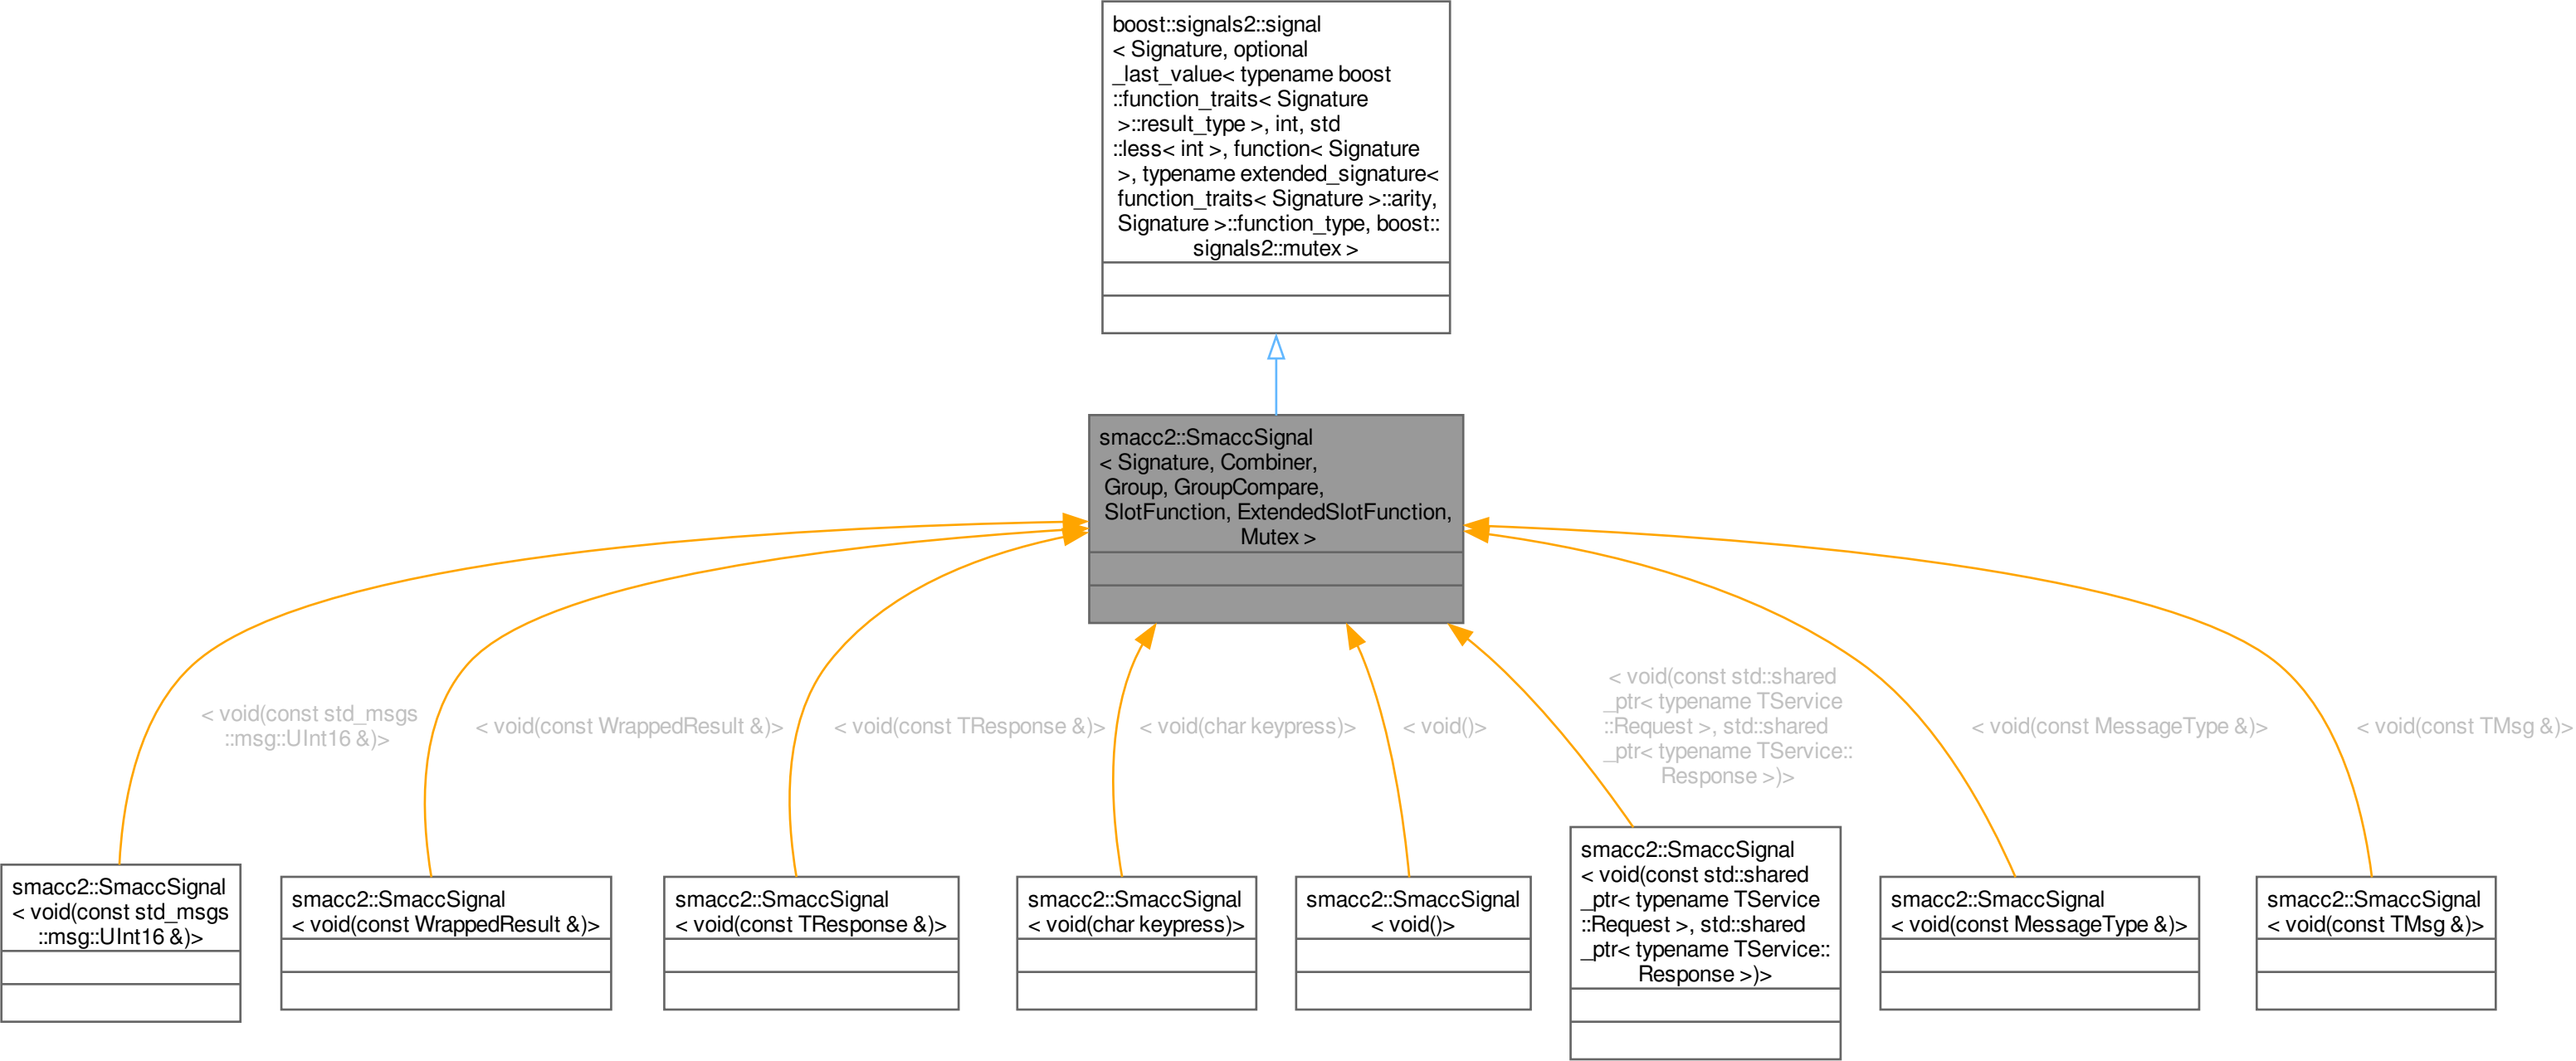 boost::signals2::signal
< Signature, optional
_last_value< typename boost
::function_traits< Signature
>::result_type >, int, std
::less< int >, function< Signature
>, typename extended_signature<
function_traits< Signature >::arity,
Signature >::function_type, boost::
signals2::mutex >
smacc2::SmaccSignal
< Signature, Combiner,
Group, GroupCompare,
SlotFunction, ExtendedSlotFunction,
Mutex >
< void(const std_msgs
::msg::UInt16 &)>
< void(const WrappedResult &)>
< void(const TResponse &)>
< void(char keypress)>
< void()>
< void(const std::shared
_ptr< typename TService
::Request >, std::shared
_ptr< typename TService::
Response >)>
< void(const MessageType &)>
< void(const TMsg &)>
smacc2::SmaccSignal
< void(const std_msgs
::msg::UInt16 &)>
smacc2::SmaccSignal
< void(const WrappedResult &)>
smacc2::SmaccSignal
< void(const TResponse &)>
smacc2::SmaccSignal
< void(char keypress)>
smacc2::SmaccSignal
< void()>
smacc2::SmaccSignal
< void(const std::shared
_ptr< typename TService
::Request >, std::shared
_ptr< typename TService::
Response >)>
smacc2::SmaccSignal
< void(const MessageType &)>
smacc2::SmaccSignal
< void(const TMsg &)>